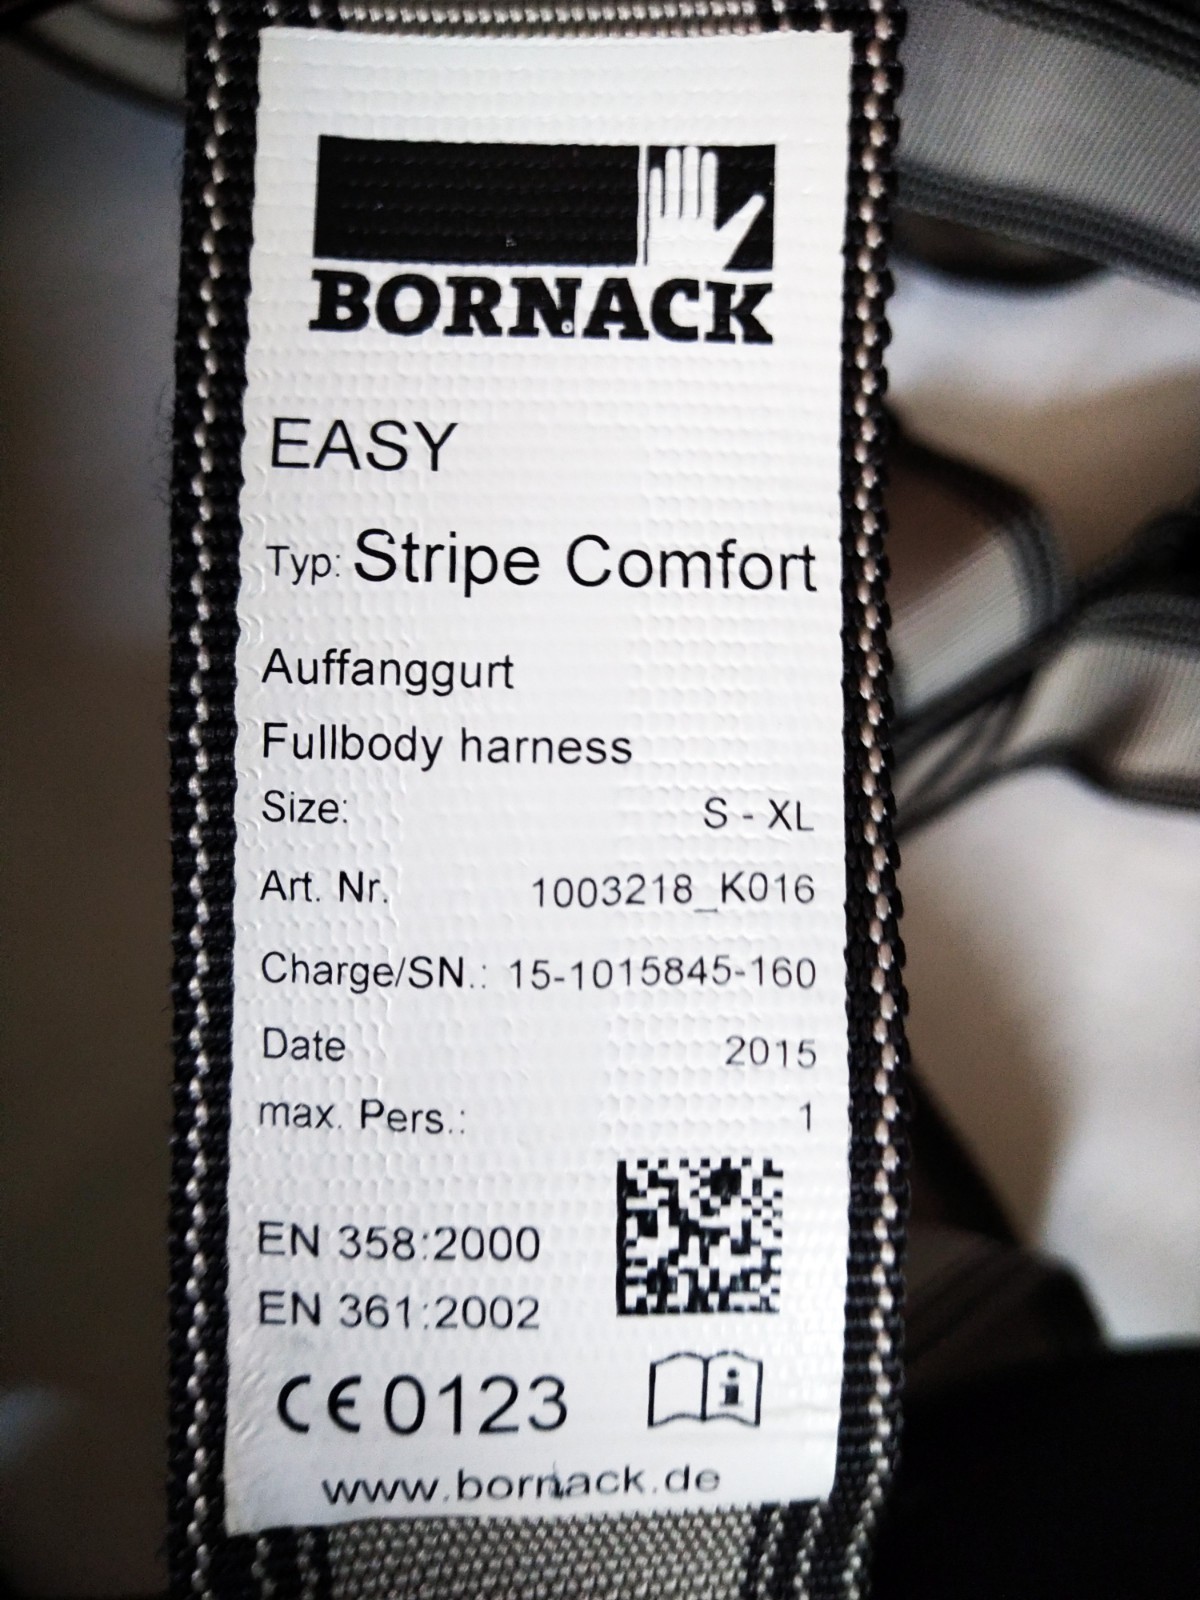 BORNACK
EASY
Typ: Stripe Comfort
Auffanggurt
Fullbody harness
Size: S - XL
Art. Nr. 1003218_K016
Charge/SN.: 15-1015845-160
Date 2015
max. Pers.: 1
EN 358:2000
EN 361:2002
CE 0123
i
www.bornack.de